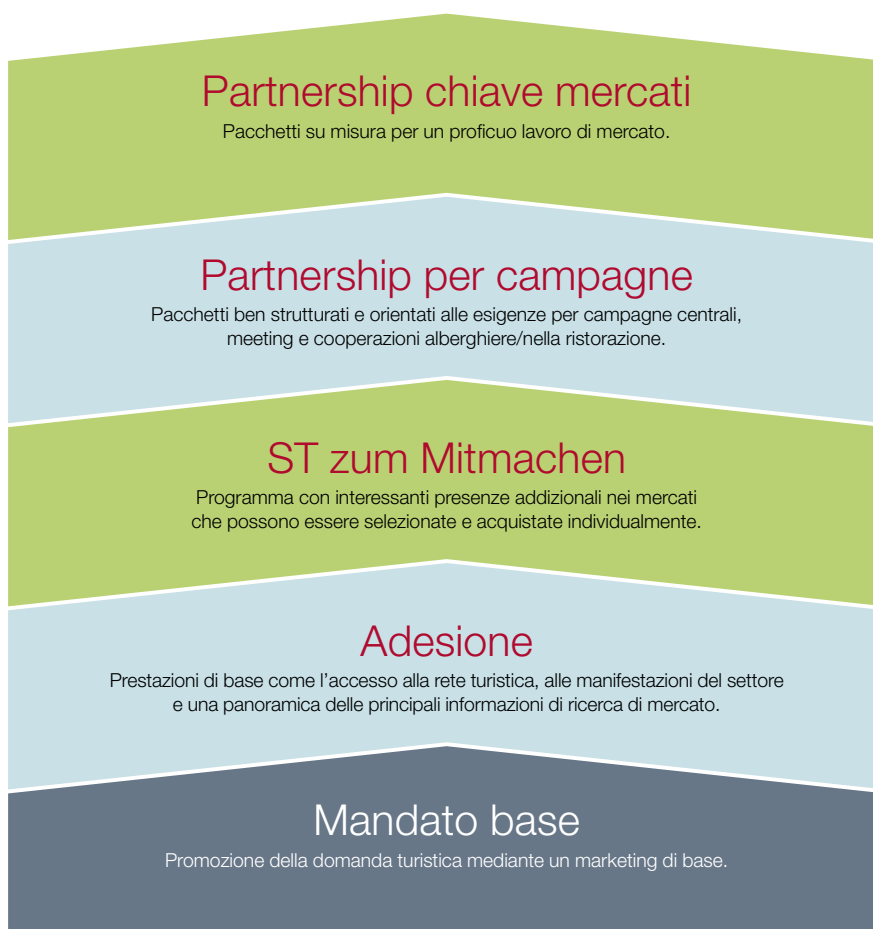 Partnership chiave mercati
Pacchetti su misura per un proficuo lavoro di mercato.
Partnership per campagne
Pacchetti ben strutturati e orientati alle esigenze per campagne centrali,
meeting e cooperazioni alberghiere/nella ristorazione.
ST zum Mitmachen
Programma con interessanti presenze addizionali nei mercati
che possono essere selezionate e acquistate individualmente.
Adesione
Prestazioni di base come l’accesso alla rete turistica, alle manifestazioni del settore
e una panoramica delle principali informazioni di ricerca di mercato.
Mandato base
Promozione della domanda turistica mediante un marketing di base.